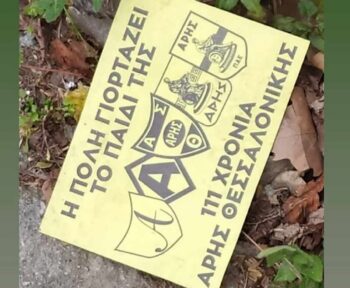 Η ΠΟΛΗ ΓΙΟΡΤΑΖΕΙ
ΤΟ ΠΑΙΔΙ ΤΗΣ
ΑΡΗΣ
ΠΑΕ
ΑΡΗΣ
Α Σ
ΑΡΗΣ
Α Θ
Α
Α
111 ΧΡΟΝΙΑ
ΑΡΗΣ ΘΕΣΣΑΛΟΝΙΚΗΣ